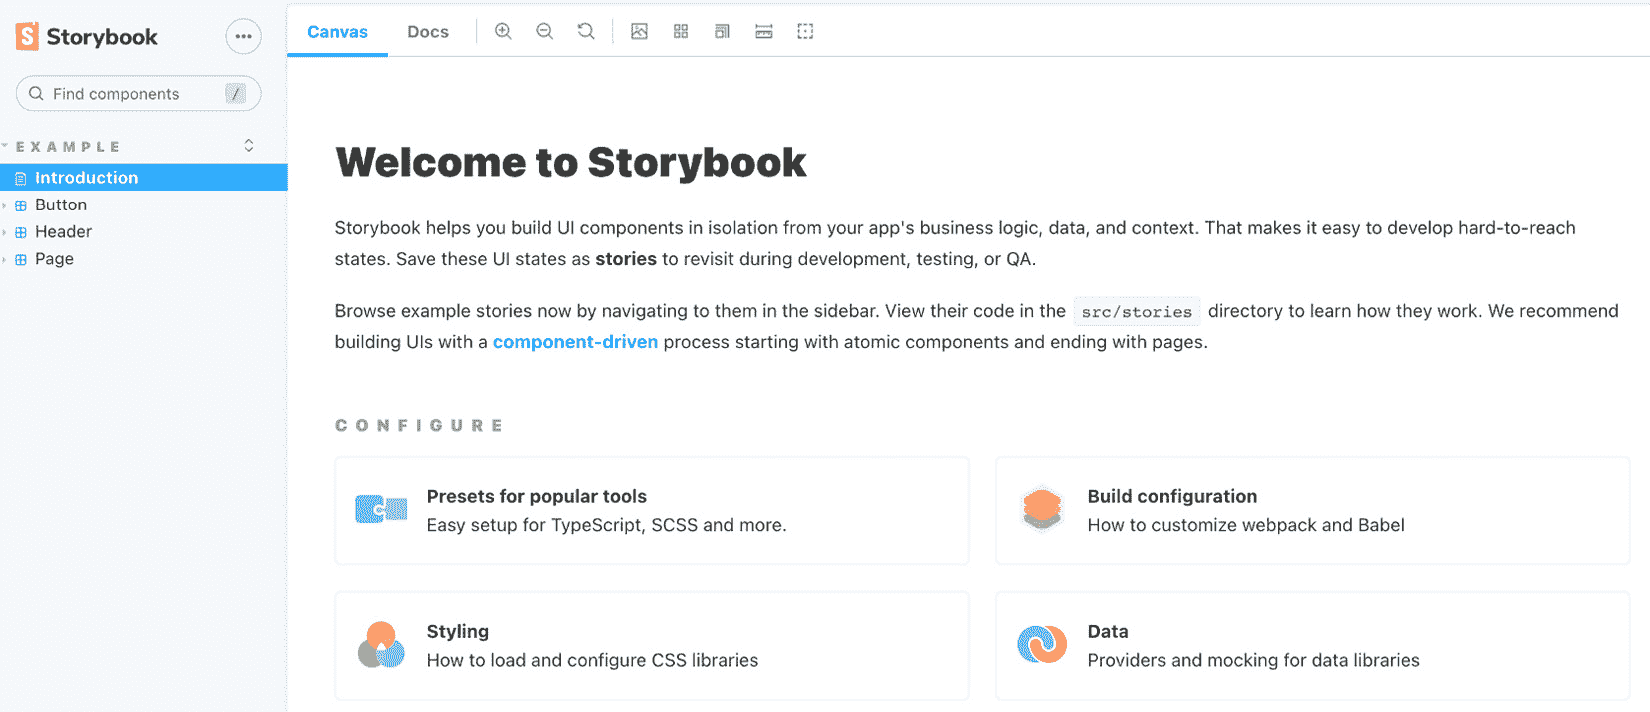 Storybook
Find components /
EXAMPLE
Introduction
Button
Header
Page
Canvas Docs
Welcome to Storybook
Storybook helps you build UI components in isolation from your app's business logic, data, and context. That makes it easy to develop hard-to-reach
states. Save these UI states as stories to revisit during development, testing, or QA.
Browse example stories now by navigating to them in the sidebar. View their code in the src/stories directory to learn how they work. We recommend
building UIs with a component-driven process starting with atomic components and ending with pages.
CONFIGURE
Presets for popular tools
Easy setup for TypeScript, SCSS and more.
Build configuration
How to customize webpack and Babel
Styling
How to load and configure CSS libraries
Data
Providers and mocking for data libraries